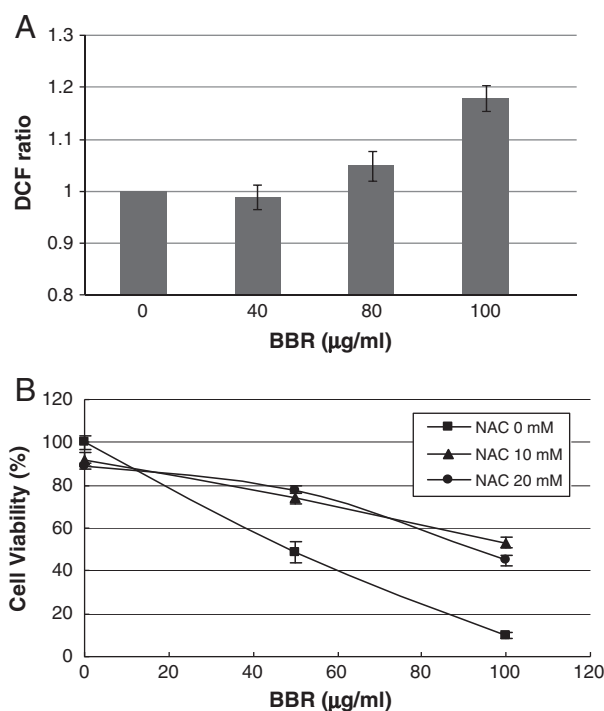 A
1.3
1.2
1.1
1
0.9
0.8
DCF ratio
0 40 80 100
BBR (μg/ml)
B
120
100
80
60
40
20
0
Cell Viability (%)
NAC 0 mM
NAC 10 mM
NAC 20 mM
0 20 40 60 80 100 120
BBR (μg/ml)